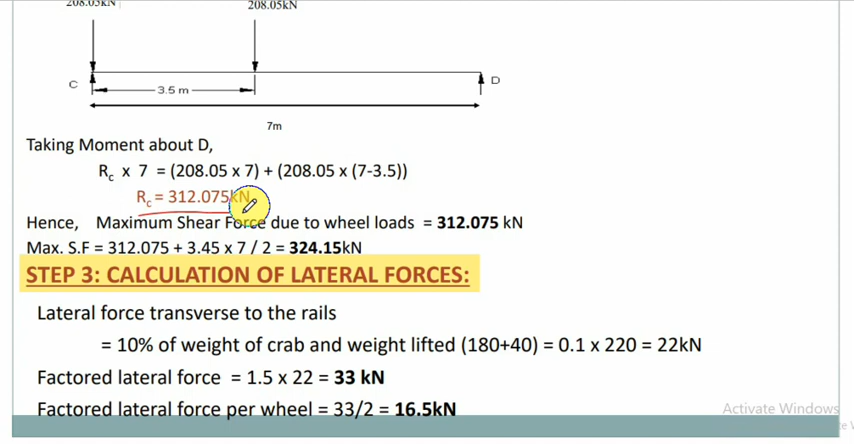 208.05kN 208.05kN
C D
3.5 m
7m
Taking Moment about D,
Rc x 7 = (208.05 x 7) + (208.05 x (7-3.5))
Rc = 312.075kN
Hence, Maximum Shear Force due to wheel loads = 312.075 kN
Max. S.F = 312.075 + 3.45 x 7 / 2 = 324.15kN
STEP 3: CALCULATION OF LATERAL FORCES:
Lateral force transverse to the rails
= 10% of weight of crab and weight lifted (180+40) = 0.1 x 220 = 22kN
Factored lateral force = 1.5 x 22 = 33 kN
Factored lateral force per wheel = 33/2 = 16.5kN
Activate Windows